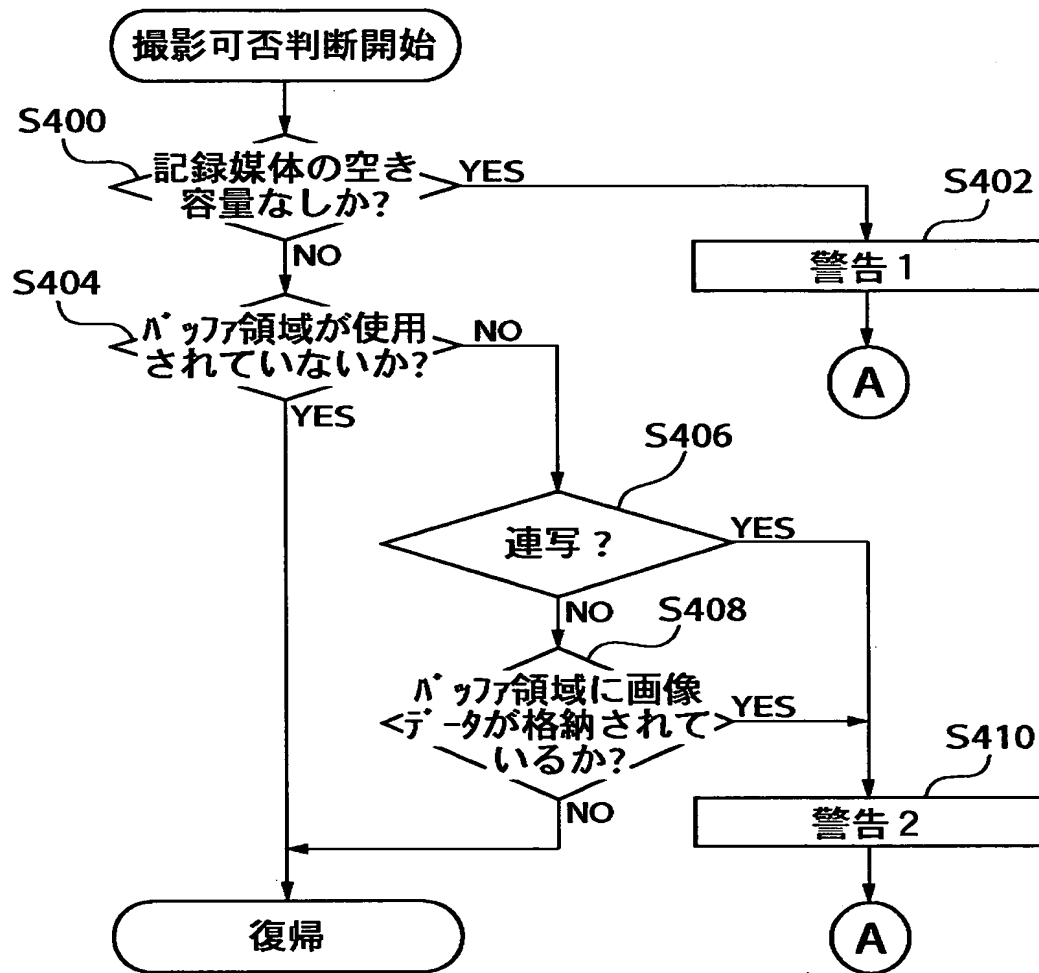 撮影可否判断開始
S400
記録媒体の空き
容量なしか?
YES
S402
警告1
NO
A
S404
バッファ領域が使用
されていないか?
NO
YES
S406
連写?
YES
NO
S408
バッファ領域に画像
データが格納されて
いるか?
YES
S410
警告2
NO
A
復帰